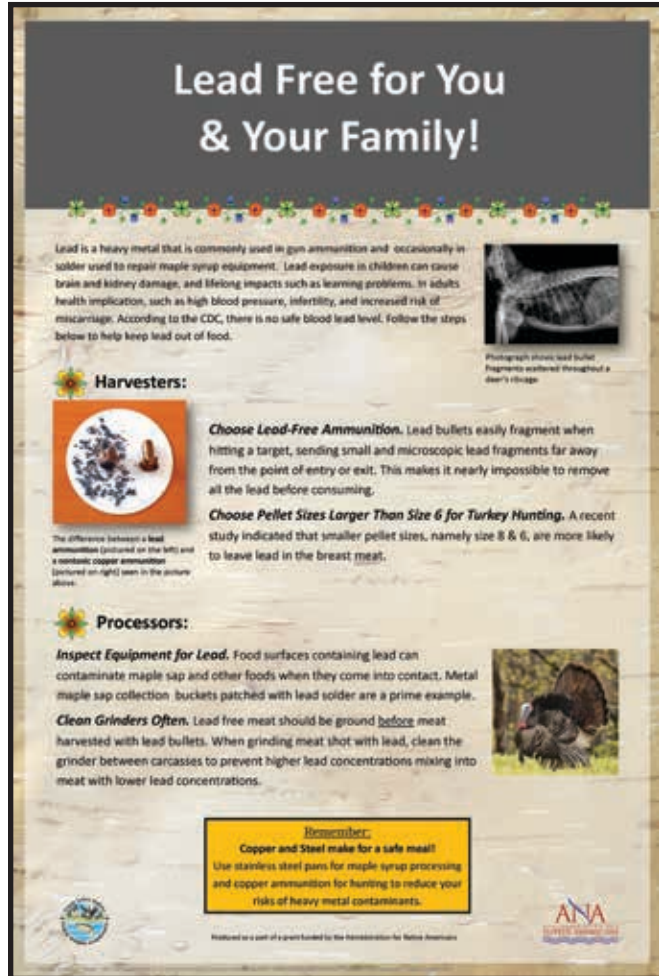 Lead Free for You
& Your Family!
Lead is a heavy metal that is commonly used in gun ammunition and occasionally in
solder used to repair maple syrup equipment. Lead exposure in children can cause
brain and kidney damage, and lifelong impacts such as learning problems. In adults
health implication, such as high blood pressure, infertility, and increased risk of
miscarriage. According to the CDC, there is no safe blood lead level. Follow the steps
below to help keep lead out of food.
Photograph shows lead bullet
fragments scattered throughout a
deer's ribcage
Harvesters:
Choose Lead-Free Ammunition. Lead bullets easily fragment when
hitting a target, sending small and microscopic lead fragments far away
from the point of entry or exit. This makes it nearly impossible to remove
all the lead before consuming.
Choose Pellet Sizes Larger Than Size 6 for Turkey Hunting. A recent
study indicated that smaller pellet sizes, namely size 8 & 6, are more likely
to leave lead in the breast meat.
The difference between a lead
ammunition (pictured on the left) and
a nontoxic copper ammunition
(pictured on right) seen in the picture
above.
Processors:
Inspect Equipment for Lead. Food surfaces containing lead can
contaminate maple sap and other foods when they come into contact. Metal
maple sap collection buckets patched with lead solder are a prime example.
Clean Grinders Often. Lead free meat should be ground before meat
harvested with lead bullets. When grinding meat shot with lead, clean the
grinder between carcasses to prevent higher lead concentrations mixing into
meat with lower lead concentrations.
Remember:
Copper and Steel make for a safe meal!
Use stainless steel pans for maple syrup processing
and copper ammunition for hunting to reduce your
risks of heavy metal contaminants.
Produced as a part of a grant funded by the Administration for Native Americans
ANA